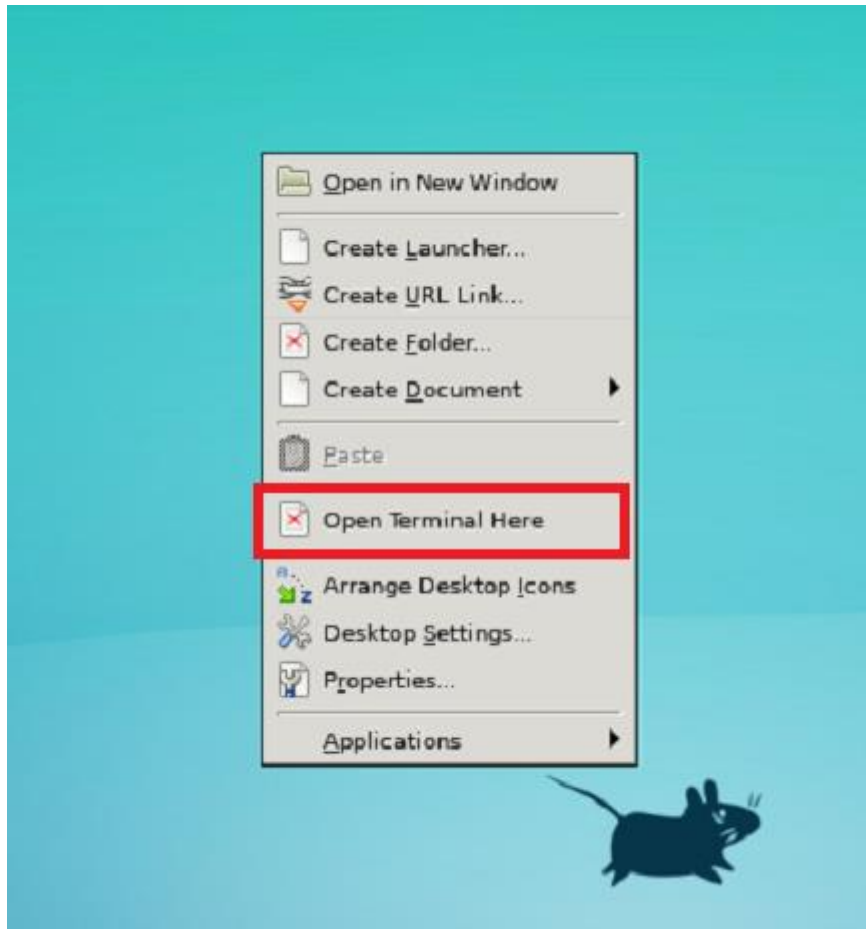 Open in New Window
Create Launcher...
Create URL Link...
Create Folder...
Create Document
Paste
Open Terminal Here
Arrange Desktop Icons
Desktop Settings...
Properties...
Applications